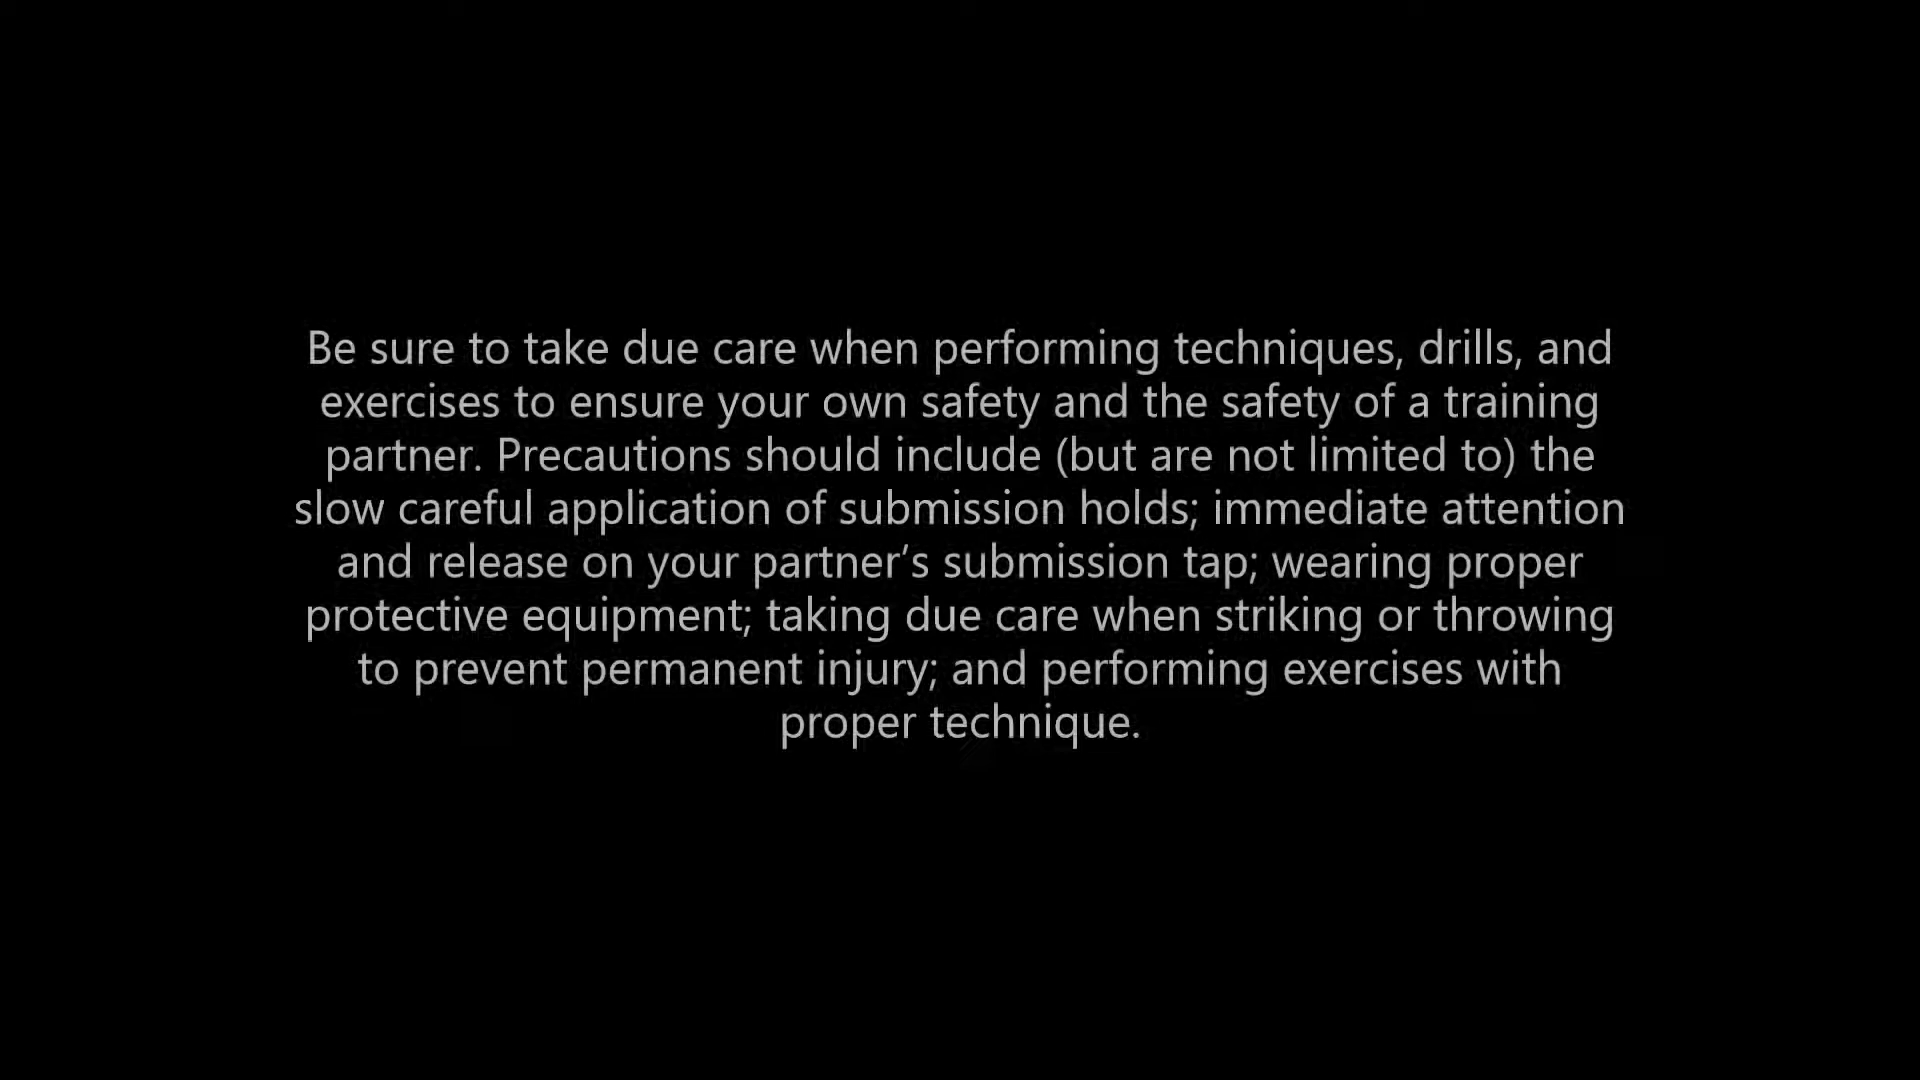 Be sure to take due care when performing techniques, drills, and
exercises to ensure your own safety and the safety of a training
partner. Precautions should include (but are not limited to) the
slow careful application of submission holds; immediate attention
and release on your partner’s submission tap; wearing proper
protective equipment; taking due care when striking or throwing
to prevent permanent injury; and performing exercises with
proper technique.